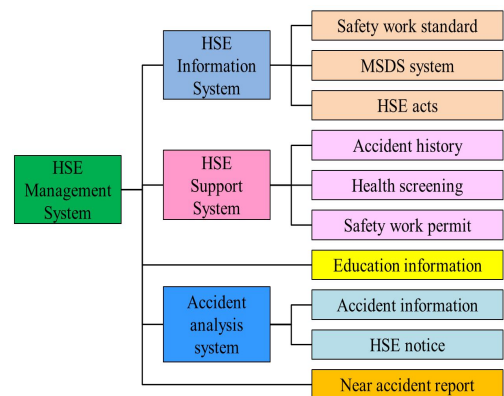 HSE
Management
System
HSE
Information
System
Safety work standard
MSDS system
HSE acts
HSE
Support
System
Accident history
Health screening
Safety work permit
Education information
Accident
analysis
system
Accident information
HSE notice
Near accident report